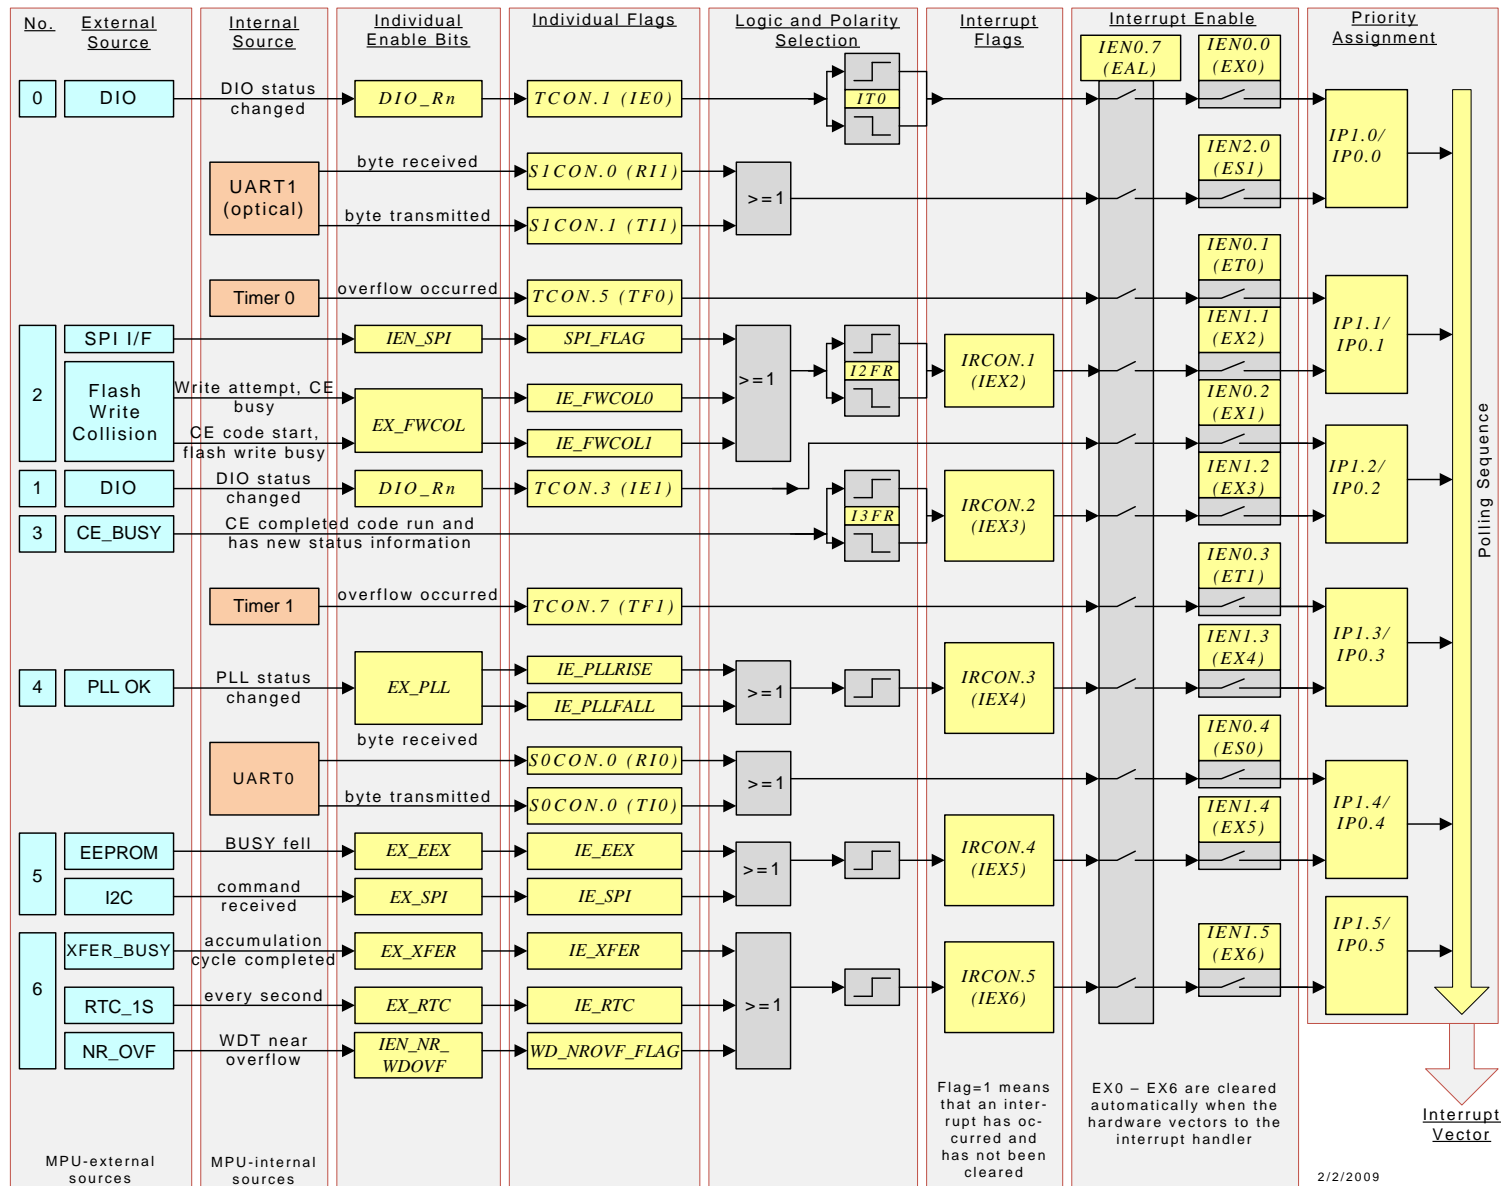 No.
External
Source
Internal
Source
Individual
Enable Bits
Individual Flags
Logic and Polarity
Selection
Interrupt
Flags
Interrupt Enable
Priority
Assignment
IEN0.7
(EAL)
IEN0.0
(EX0)
0
DIO
DIO status
changed
DIO_Rn
TCON.1 (IE0)
IT0
IP1.0/
IP0.0
UART1
(optical)
byte received
S1CON.0 (RI1)
byte transmitted
S1CON.1 (TI1)
>=1
IEN2.0
(ES1)
Timer 0
overflow occurred
TCON.5 (TF0)
IEN0.1
(ET0)
IP1.1/
IP0.1
2
SPI I/F
IEN_SPI
SPI_FLAG
Flash
Write
Collision
Write attempt, CE
busy
CE code start,
flash write busy
EX_FWCOL
IE_FWCOL0
IE_FWCOL1
>=1
I2FR
IRCON.1
(IEX2)
IEN1.1
(EX2)
1
DIO
DIO status
changed
DIO_Rn
TCON.3 (IE1)
IEN0.2
(EX1)
IP1.2/
IP0.2
3
CE_BUSY
CE completed code run and
has new status information
I3FR
IRCON.2
(IEX3)
IEN1.2
(EX3)
Timer 1
overflow occurred
TCON.7 (TF1)
IEN0.3
(ET1)
IP1.3/
IP0.3
4
PLL OK
PLL status
changed
EX_PLL
IE_PLLRISE
IE_PLLFALL
>=1
IRCON.3
(IEX4)
IEN1.3
(EX4)
UART0
byte received
S0CON.0 (RI0)
byte transmitted
S0CON.0 (TI0)
>=1
IEN0.4
(ES0)
IP1.4/
IP0.4
5
EEPROM
BUSY fell
EX_EEX
IE_EEX
I2C
command
received
EX_SPI
IE_SPI
>=1
IRCON.4
(IEX5)
IEN1.4
(EX5)
6
XFER_BUSY
accumulation
cycle completed
EX_XFER
IE_XFER
RTC_1S
every second
EX_RTC
IE_RTC
NR_OVF
WDT near
overflow
IEN_NR_
WDOVF
WD_NROVF_FLAG
>=1
IRCON.5
(IEX6)
IEN1.5
(EX6)
IP1.5/
IP0.5
Polling Sequence
Interrupt
Vector
MPU-external
sources
MPU-internal
sources
Flag=1 means
that an inter-
rupt has oc-
curred and
has not been
cleared
EX0 – EX6 are cleared
automatically when the
hardware vectors to the
interrupt handler
2/2/2009